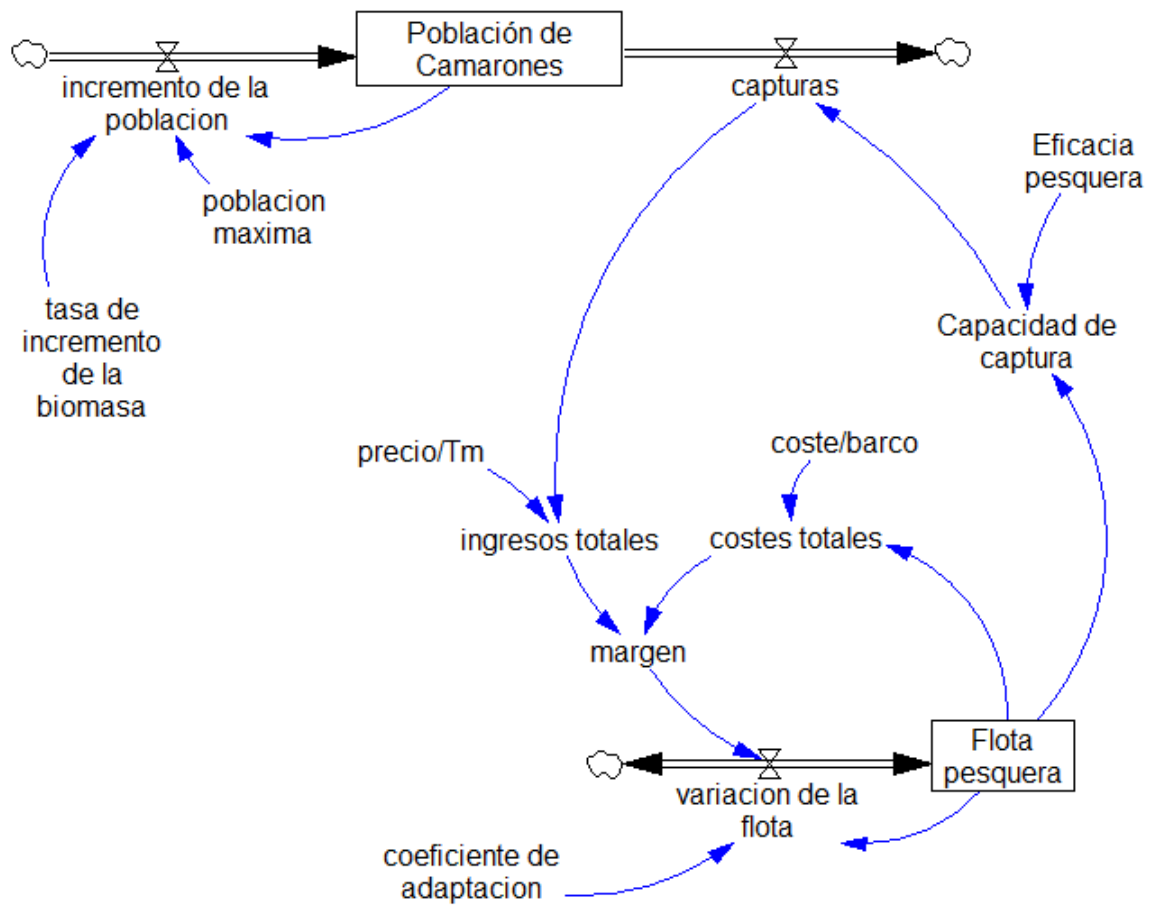 Población de
Camarones
incremento de la
poblacion
capturas
Eficacia
pesquera
poblacion
maxima
tasa de
incremento
de la
biomasa
Capacidad de
captura
precio/Tm
coste/barco
ingresos totales
costes totales
margen
Flota
pesquera
variacion de la
flota
coeficiente de
adaptacion